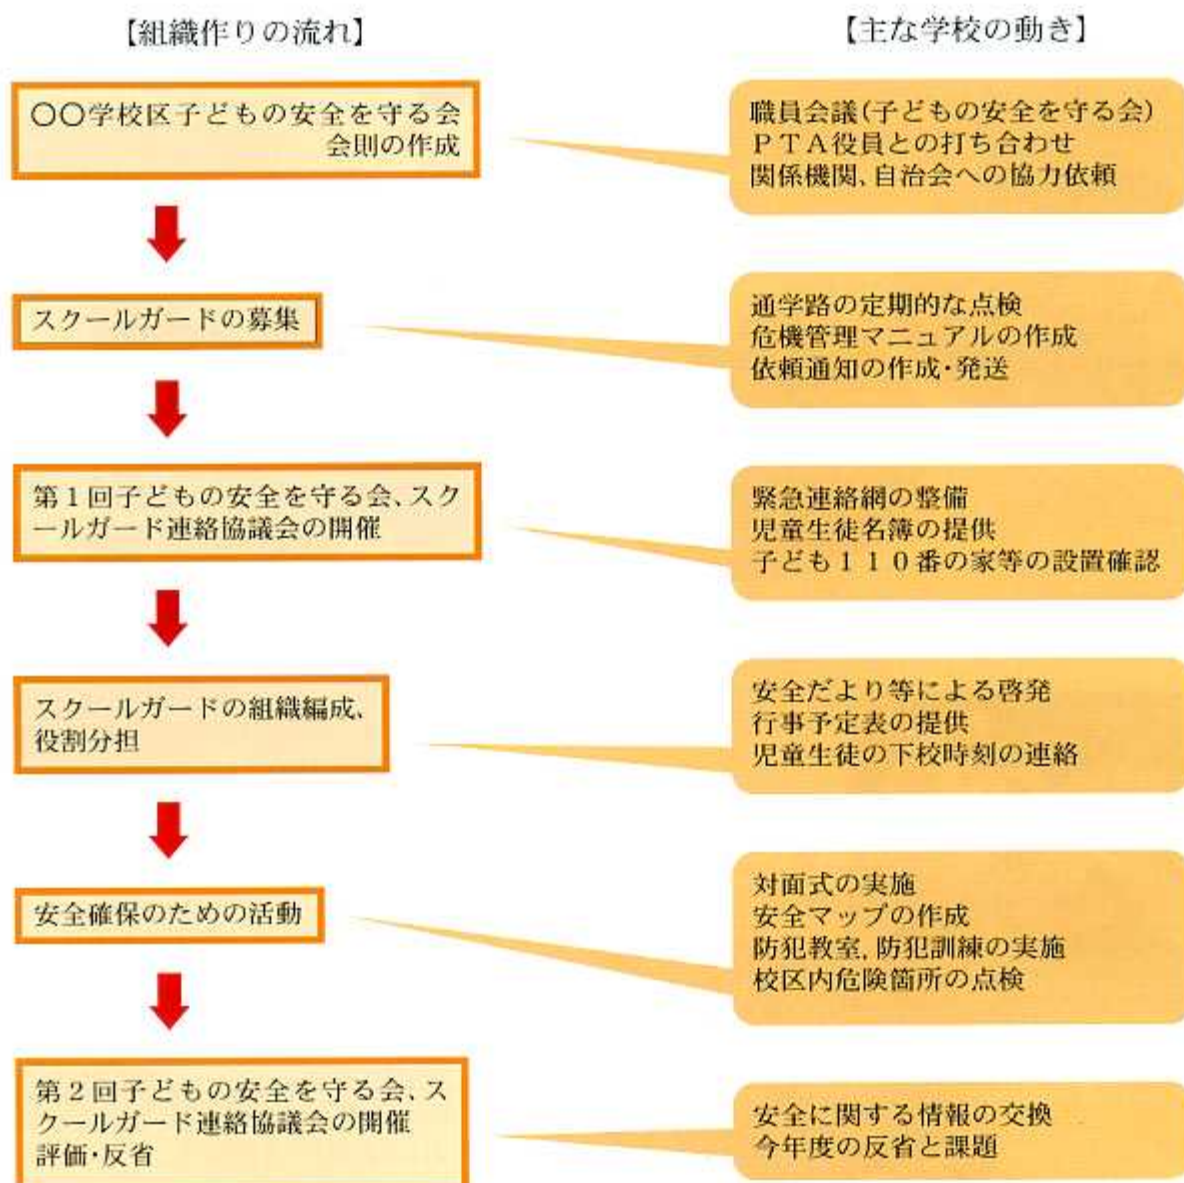 【組織作りの流れ】
【主な学校の動き】
〇〇学校区子どもの安全を守る会
会則の作成
職員会議(子どもの安全を守る会)
ＰＴＡ役員との打ち合わせ
関係機関、自治会への協力依頼
スクールガードの募集
通学路の定期的な点検
危機管理マニュアルの作成
依頼通知の作成・発送
第１回子どもの安全を守る会、スク
ールガード連絡協議会の開催
緊急連絡網の整備
児童生徒名簿の提供
子ども１１０番の家等の設置確認
スクールガードの組織編成、
役割分担
安全だより等による啓発
行事予定表の提供
児童生徒の下校時刻の連絡
安全確保のための活動
対面式の実施
安全マップの作成
防犯教室,防犯訓練の実施
校区内危険箇所の点検
第２回子どもの安全を守る会、ス
クールガード連絡協議会の開催
評価・反省
安全に関する情報の交換
今年度の反省と課題